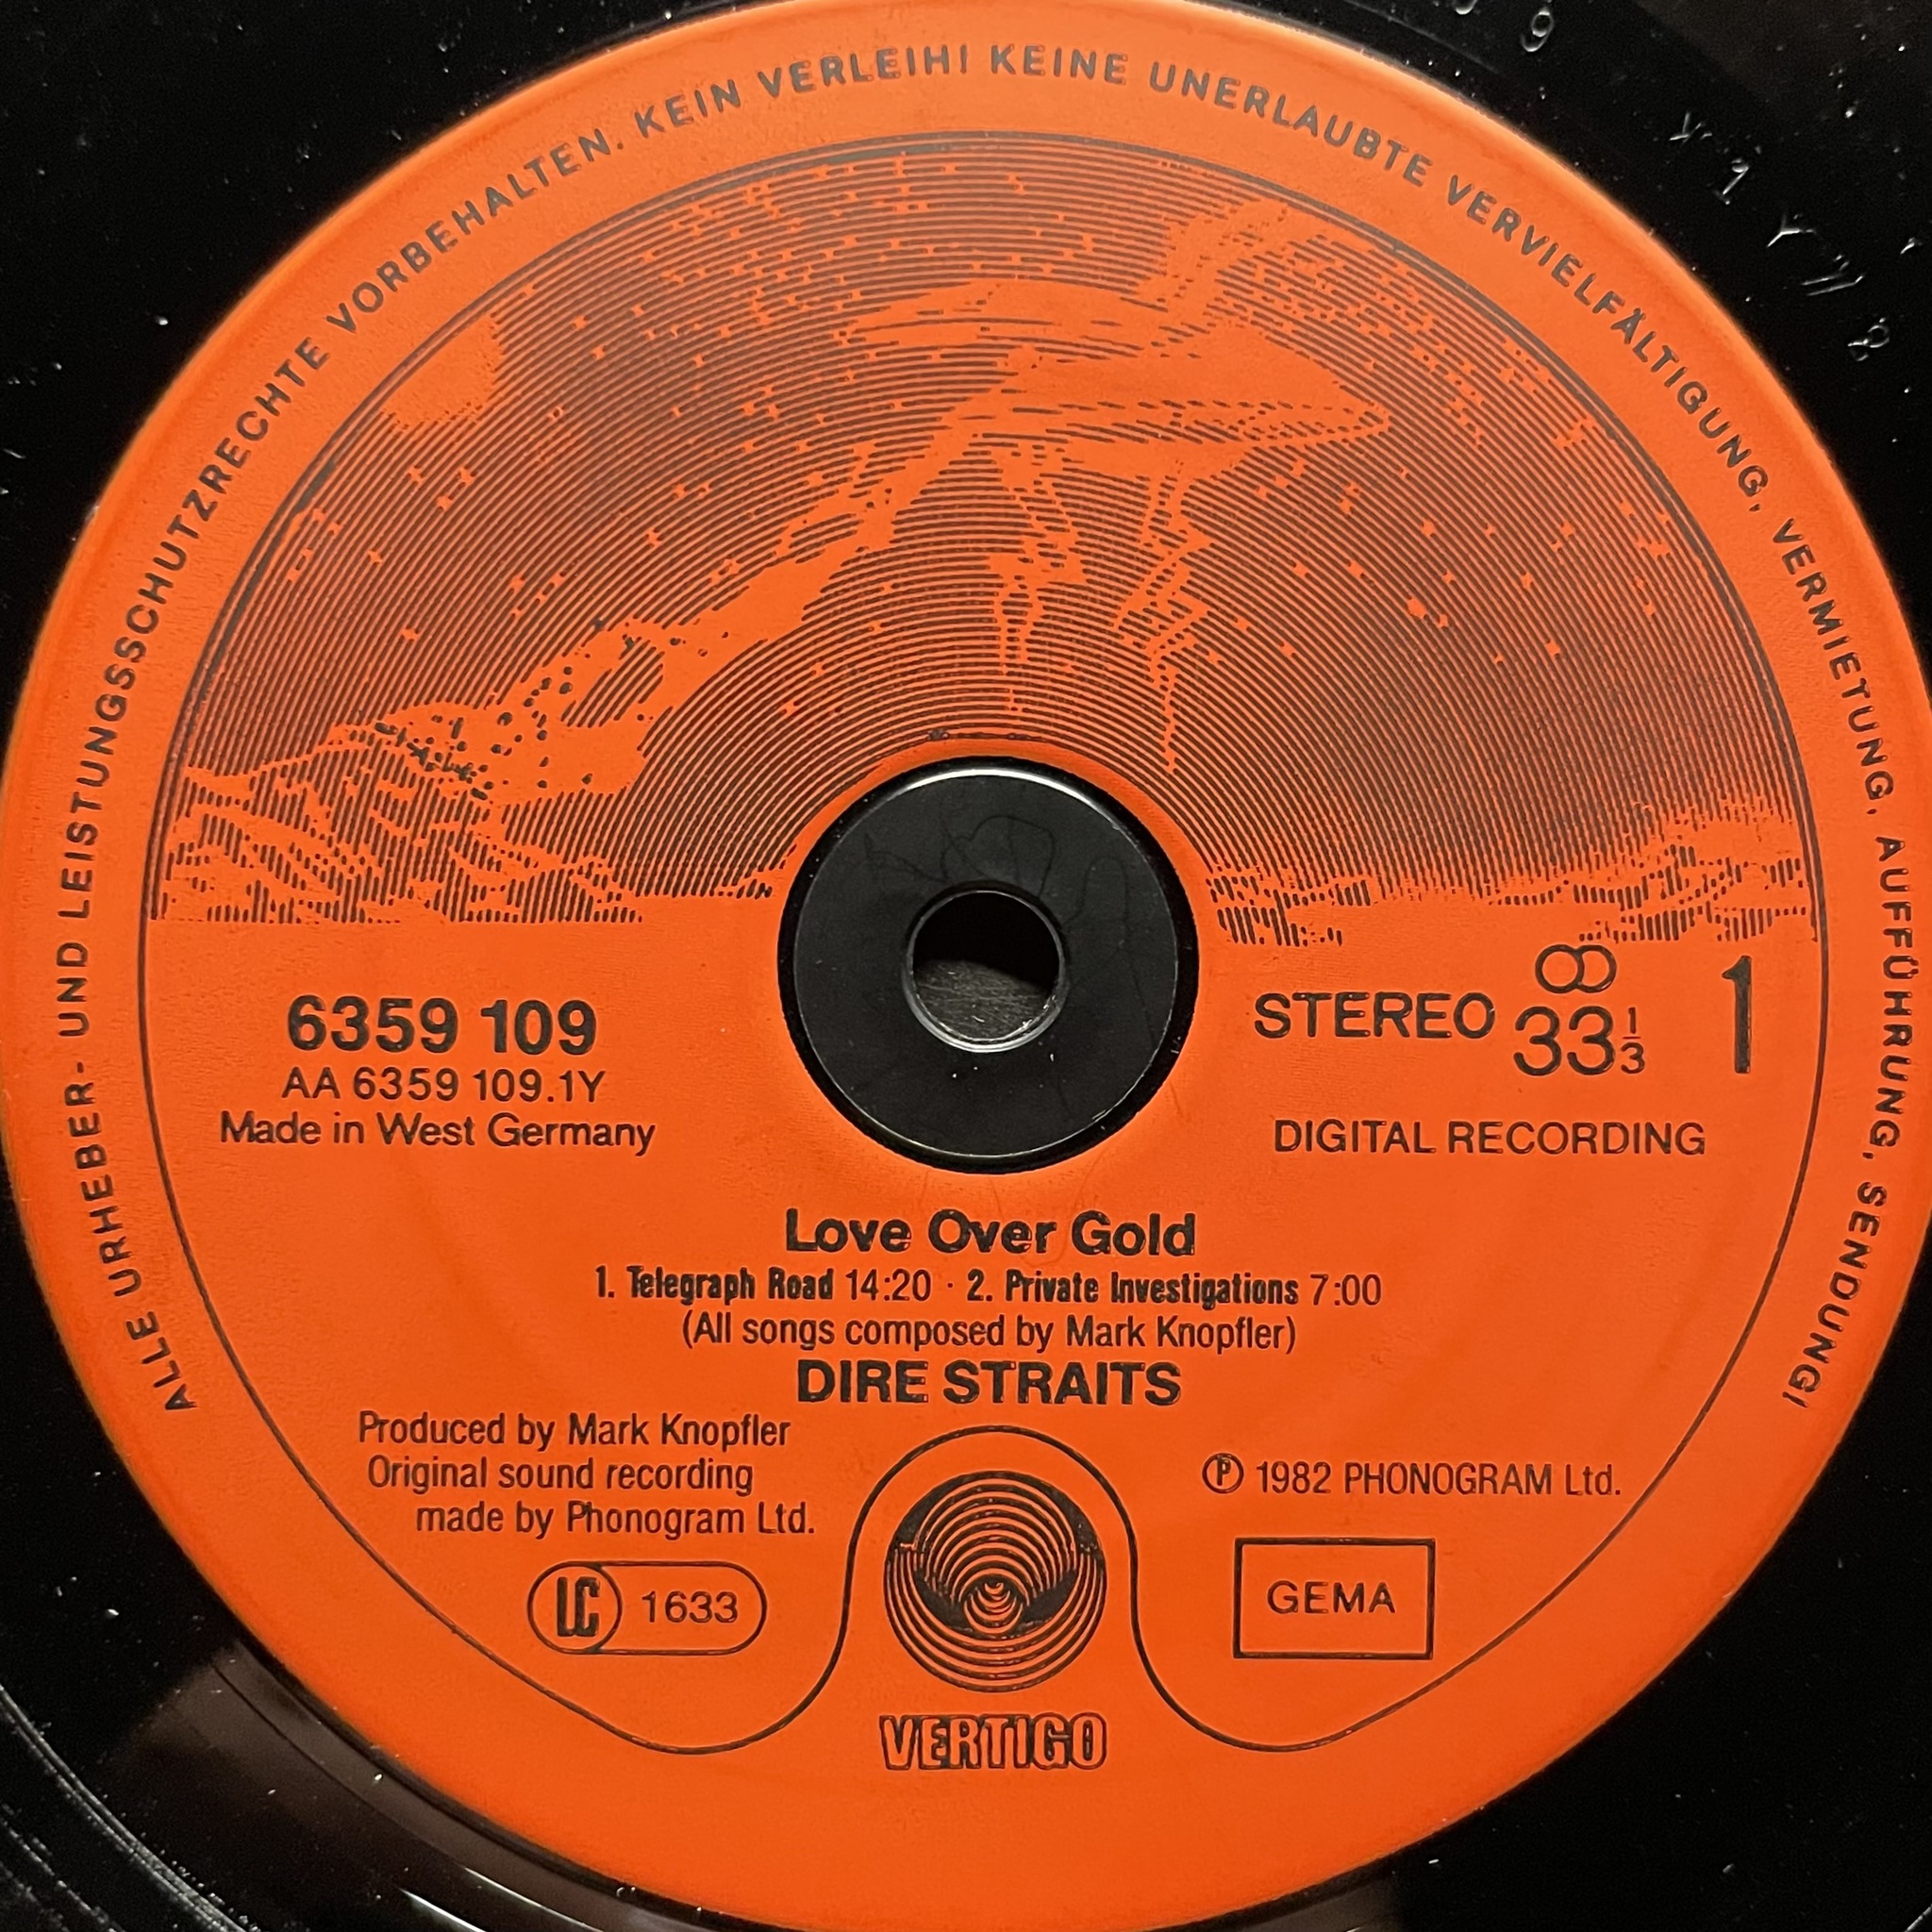 ALLE URHEBER- UND LEISTUNGSSCHUTZRECHTE VORBEHALTEN. KEIN VERLEIH! KEINE UNERLAUBTE VERVIELFÄLTIGUNG, VERMIETUNG, AUFFÜHRUNG, SENDUNG!
6359 109
AA 6359 109.1Y
Made in West Germany
STEREO 33 1/3
1
DIGITAL RECORDING
Love Over Gold
1. Telegraph Road 14:20 · 2. Private Investigations 7:00
(All songs composed by Mark Knopfler)
DIRE STRAITS
Produced by Mark Knopfler
Original sound recording
made by Phonogram Ltd.
℗ 1982 PHONOGRAM Ltd.
LC 1633
GEMA
VERTIGO